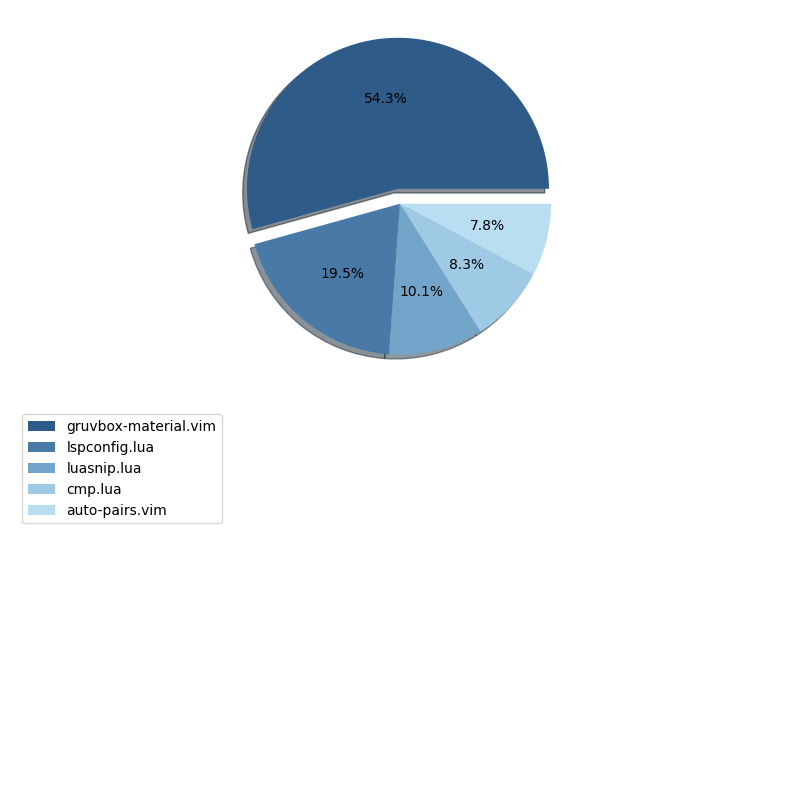 54.3%
7.8%
8.3%
19.5%
10.1%
gruvbox-material.vim
lspconfig.lua
luasnip.lua
cmp.lua
auto-pairs.vim